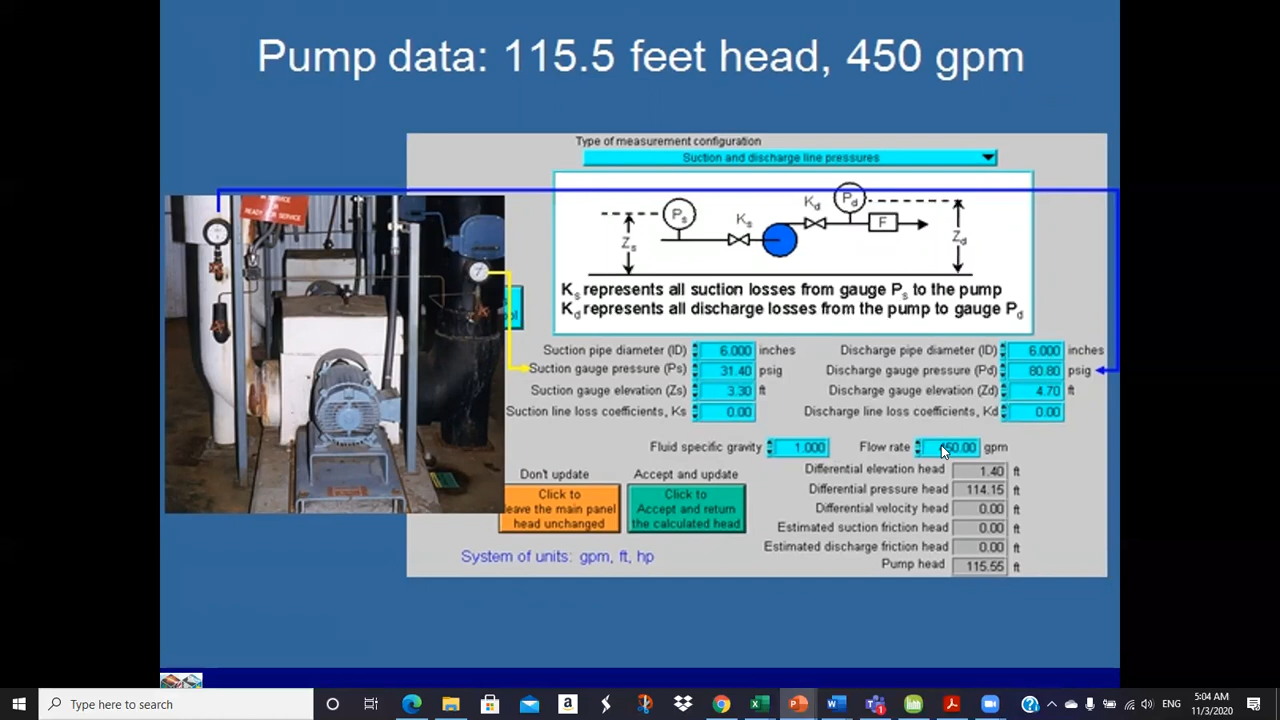 Pump data: 115.5 feet head, 450 gpm
Type of measurement configuration
Suction and discharge line pressures
Ps
Ks
Kd
Pd
F
Zs
Zd
Ks represents all suction losses from gauge Ps to the pump
Kd represents all discharge losses from the pump to gauge Pd
READY FOR SERVICE
Suction pipe diameter (ID) 6.000 inches
Discharge pipe diameter (ID) 6.000 inches
Suction gauge pressure (Ps) 31.40 psig
Discharge gauge pressure (Pd) 80.80 psig
Suction gauge elevation (Zs) 3.30 ft
Discharge gauge elevation (Zd) 4.70 ft
Suction line loss coefficients, Ks 0.00
Discharge line loss coefficients, Kd 0.00
Fluid specific gravity 1.000
Flow rate 450.00 gpm
Don't update
Click to
leave the main panel
head unchanged
Accept and update
Click to
Accept and return
the calculated head
Differential elevation head 1.40 ft
Differential pressure head 114.15 ft
Differential velocity head 0.00 ft
Estimated suction friction head 0.00 ft
Estimated discharge friction head 0.00 ft
Pump head 115.55 ft
System of units: gpm, ft, hp
Type here to search
ENG
5:04 AM
11/3/2020